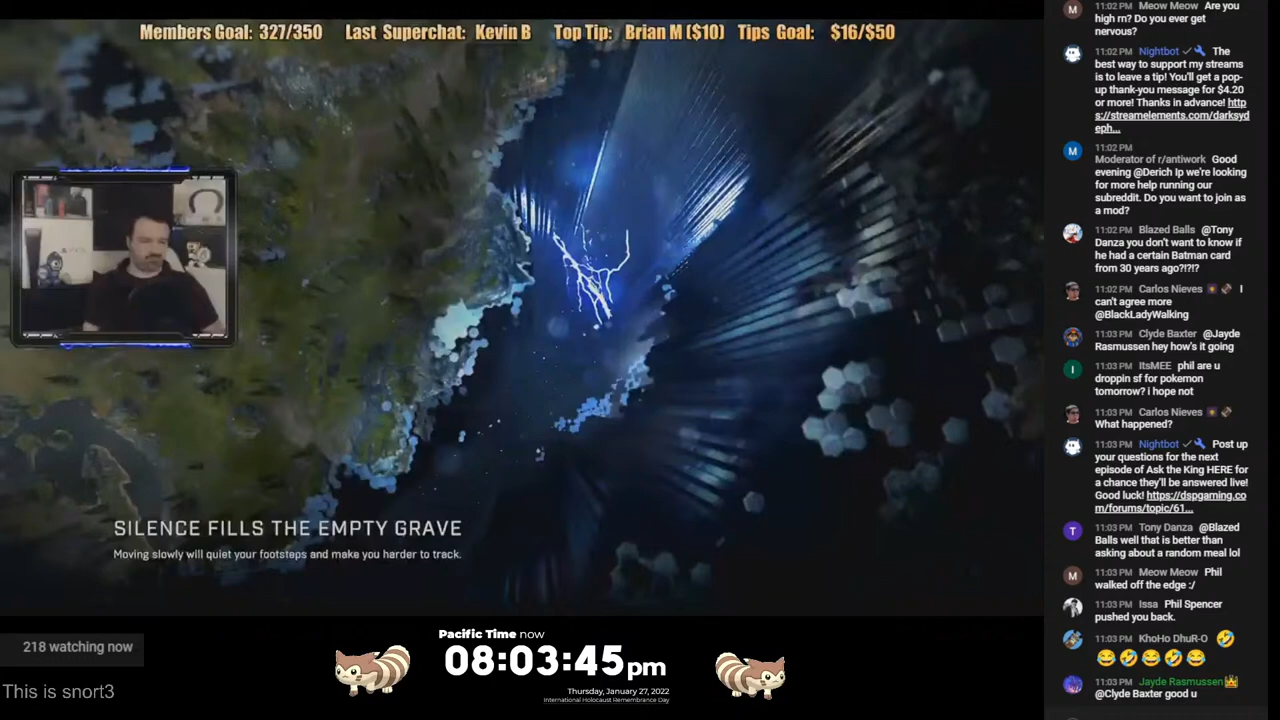 Members Goal: 327/350 Last Superchat: Kevin B Top Tip: Brian M ($10) Tips Goal: $16/$50
SILENCE FILLS THE EMPTY GRAVE
Moving slowly will quiet your footsteps and make you harder to track.
218 watching now
This is snort3
Pacific Time now
08:03:45pm
Thursday, January 27, 2022
International Holocaust Remembrance Day
M
11:02 PM Meow Meow Are you
high rn? Do you ever get
nervous?
11:02 PM Nightbot The
best way to support my streams
is to leave a tip! You'll get a pop-
up thank-you message for $4.20
or more! Thanks in advance! http
s://streamelements.com/darksyd
eph...
M
11:02 PM
Moderator of r/antiwork Good
evening @Derich Ip we're looking
for more help running our
subreddit. Do you want to join as
a mod?
11:02 PM Blazed Balls @Tony
Danza you don't want to know if
he had a certain Batman card
from 30 years ago?!?!?
11:02 PM Carlos Nieves I
can't agree more
@BlackLadyWalking
11:03 PM Clyde Baxter @Jayde
Rasmussen hey how's it going
I
11:03 PM ItsMEE phil are u
droppin sf for pokemon
tomorrow? i hope not
11:03 PM Carlos Nieves
What happened?
11:03 PM Nightbot Post up
your questions for the next
episode of Ask the King HERE for
a chance they'll be answered live!
Good luck! https://dspgaming.co
m/forums/topic/61...
T
11:03 PM Tony Danza @Blazed
Balls well that is better than
asking about a random meal lol
M
11:03 PM Meow Meow Phil
walked off the edge :/
11:03 PM Issa Phil Spencer
pushed you back.
11:03 PM KhoHo DhuR-O 🤣
😂🤣😂🤣😂
11:03 PM Jayde Rasmussen
@Clyde Baxter good u